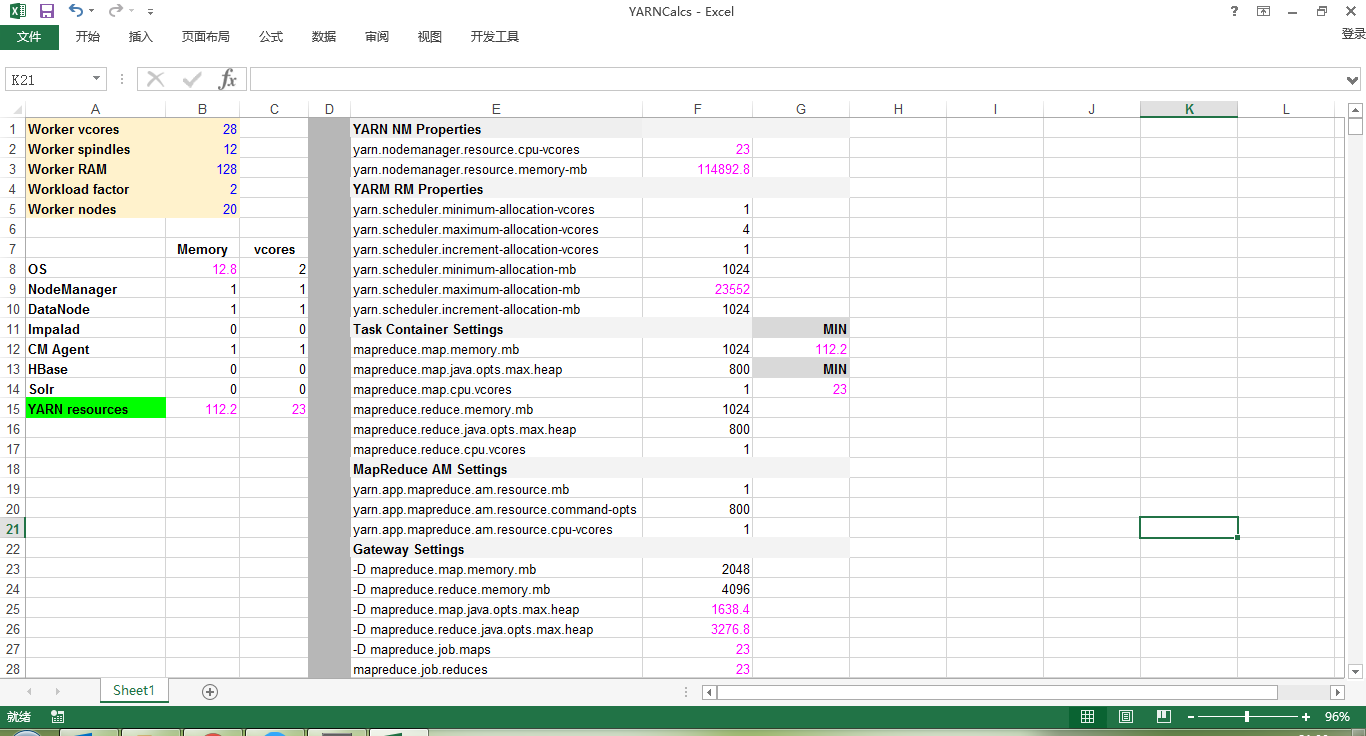 YARNCalcs - Excel
?
文件 开始 插入 页面布局 公式 数据 审阅 视图 开发工具 登录
K21 fx
A B C D E F G H I J K L
1 Worker vcores 28 YARN NM Properties
2 Worker spindles 12 yarn.nodemanager.resource.cpu-vcores 23
3 Worker RAM 128 yarn.nodemanager.resource.memory-mb 114892.8
4 Workload factor 2 YARM RM Properties
5 Worker nodes 20 yarn.scheduler.minimum-allocation-vcores 1
6 yarn.scheduler.maximum-allocation-vcores 4
7 Memory vcores yarn.scheduler.increment-allocation-vcores 1
8 OS 12.8 2 yarn.scheduler.minimum-allocation-mb 1024
9 NodeManager 1 1 yarn.scheduler.maximum-allocation-mb 23552
10 DataNode 1 1 yarn.scheduler.increment-allocation-mb 1024
11 Impalad 0 0 Task Container Settings MIN
12 CM Agent 1 1 mapreduce.map.memory.mb 1024 112.2
13 HBase 0 0 mapreduce.map.java.opts.max.heap 800 MIN
14 Solr 0 0 mapreduce.map.cpu.vcores 1 23
15 YARN resources 112.2 23 mapreduce.reduce.memory.mb 1024
16 mapreduce.reduce.java.opts.max.heap 800
17 mapreduce.reduce.cpu.vcores 1
18 MapReduce AM Settings
19 yarn.app.mapreduce.am.resource.mb 1
20 yarn.app.mapreduce.am.resource.command-opts 800
21 yarn.app.mapreduce.am.resource.cpu-vcores 1
22 Gateway Settings
23 -D mapreduce.map.memory.mb 2048
24 -D mapreduce.reduce.memory.mb 4096
25 -D mapreduce.map.java.opts.max.heap 1638.4
26 -D mapreduce.reduce.java.opts.max.heap 3276.8
27 -D mapreduce.job.maps 23
28 mapreduce.job.reduces 23
Sheet1
就绪 96%